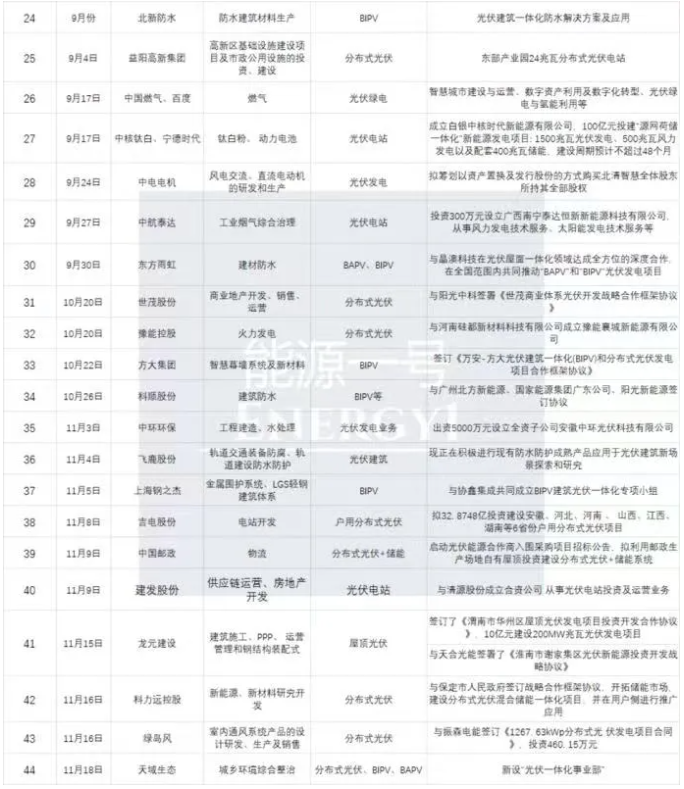 24 9月份 北新防水 防水建筑材料生产 BIPV 光伏建筑一体化防水解决方案及应用
25 9月4日 益阳高新集团 高新区基础设施建设项目及市政公用设施的投资、建设 分布式光伏 东部产业园24兆瓦分布式光伏电站
26 9月17日 中国燃气、百度 燃气 光伏绿电 智慧城市建设与运营、数字资产利用及数字化转型、光伏绿电与氢能利用等
27 9月17日 中核钛白、宁德时代 钛白粉、动力电池 光伏电站 成立白银中核时代新能源有限公司，100亿元投建"源网荷储一体化"新能源发电项目：1500兆瓦光伏发电、500兆瓦风力发电以及配套400兆瓦储能，建设周期预计不超过48个月
28 9月24日 中电电机 风电交流、直流电动机的研发和生产 光伏发电 拟筹划以资产置换及发行股份的方式购买北清智慧全体股东所持其全部股权
29 9月27日 中航泰达 工业烟气综合治理 光伏电站 投资300万元设立广西南宁泰达恒新新能源科技有限公司，从事风力发电技术服务、太阳能发电技术服务等
30 9月30日 东方雨虹 建材防水 BAPV、BIPV 与晶澳科技在光伏屋面一体化领域达成全方位的深度合作，在全国范围内共同推动"BAPV"和"BIPV"光伏发电项目
31 10月20日 世茂股份 商业地产开发、销售、运营 分布式光伏 与阳光中科签署《世茂商业体系光伏开发战略合作框架协议》
32 10月20日 豫能控股 火力发电 分布式光伏 与河南硅都新材料科技有限公司成立豫能襄城新能源有限公司
33 10月22日 方大集团 智慧幕墙系统及新材料 BIPV 签订《万安-方大光伏建筑一体化(BIPV)和分布式光伏发电项目合作框架协议》
34 10月26日 科顺股份 建筑防水 BIPV等 与广州北方新能源、国家能源集团广东公司、阳光新能源签订协议
35 11月3日 中环环保 工程建造、水处理 光伏发电业务 出资5000万元设立全资子公司安徽中环光伏科技有限公司
36 11月4日 飞鹿股份 轨道交通装备防腐、轨道建设防水防护 光伏建筑 现正在积极进行现有防水防护成熟产品应用于光伏建筑新场景探索和研究
37 11月5日 上海钢之杰 金属围护系统、LGS轻钢建筑体系 BIPV 与协鑫集成共同成立BIPV建筑光伏一体化专项小组
38 11月8日 吉电股份 电站开发 户用分布式光伏 拟32.8748亿投资建设安徽、河北、河南、山西、江西、湖南等6省份户用分布式光伏项目
39 11月9日 中国邮政 物流 分布式光伏+储能 启动光伏能源合作商入围采购项目招标公告，拟利用邮政生产场地自有屋顶投资建设分布式光伏+储能系统
40 11月9日 建发股份 供应链运营、房地产开发 光伏电站 与清源股份成立合资公司 从事光伏电站投资及运营业务
41 11月15日 龙元建设 建筑施工、PPP、运营管理和钢结构装配式 屋顶光伏 签订了《渭南市华州区屋顶光伏发电项目投资开发合作协议》，10亿元建设200MW兆瓦光伏发电项目
与天合光能签署了《淮南市谢家集区光伏新能源投资开发战略协议》
42 11月16日 科力远控股 新能源、新材料研究开发 分布式光伏 与保定市人民政府签订战略合作框架协议，开拓储能市场，建设分布式光伏混合储能一体化项目，并在用户侧进行推广应用
43 11月16日 绿岛风 室内通风系统产品的设计研发、生产及销售 分布式光伏 与振森电能签订《1267.63kWp分布式光 伏发电项目合同》，投资460.15万元
44 11月18日 天域生态 城乡环境综合整治 分布式光伏、BIPV、BAPV 新设"光伏一体化事业部"
能源一号
ENERGY1